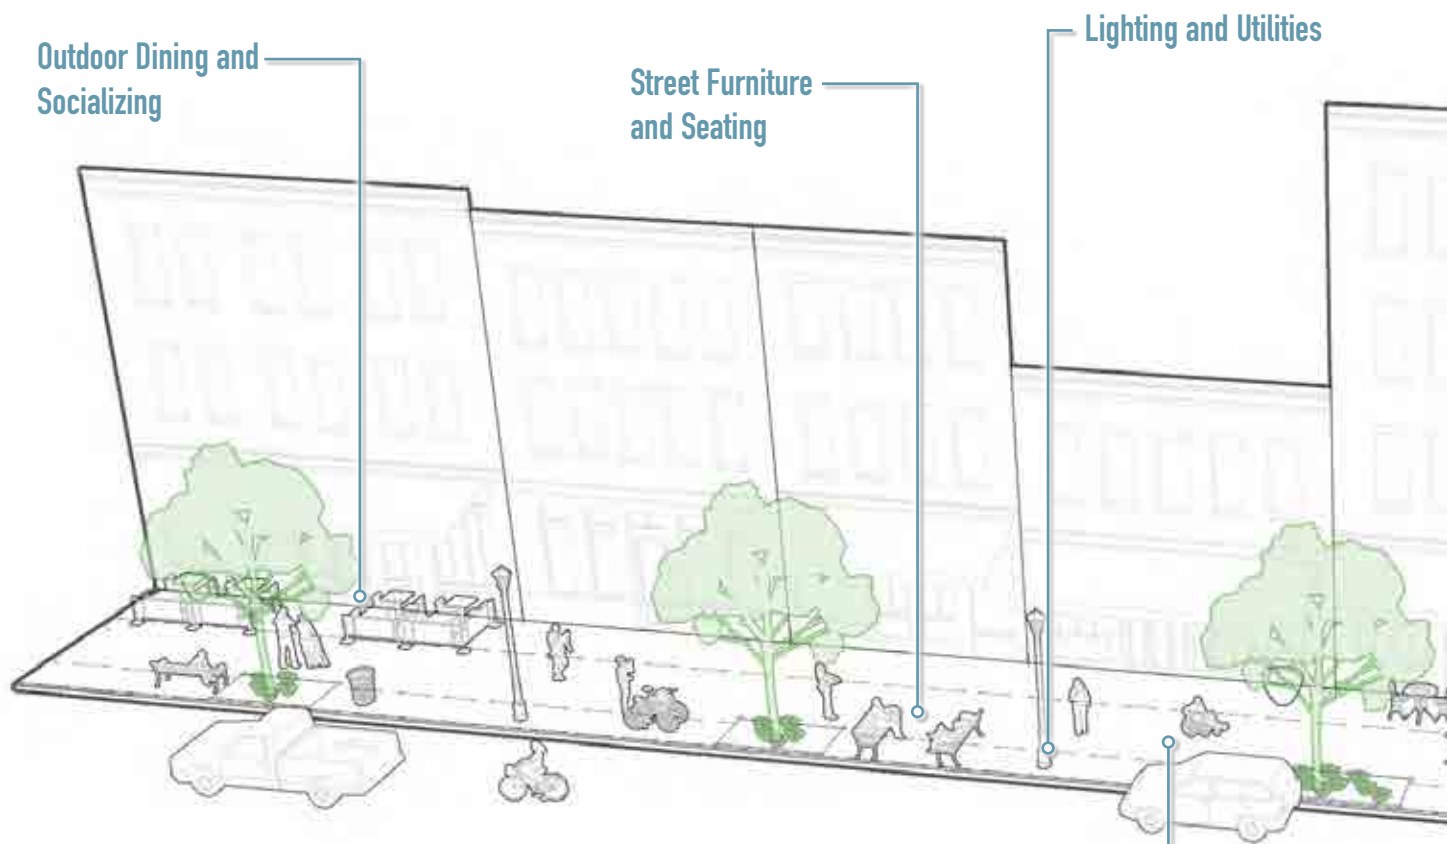 Outdoor Dining and
Socializing
Street Furniture
and Seating
Lighting and Utilities